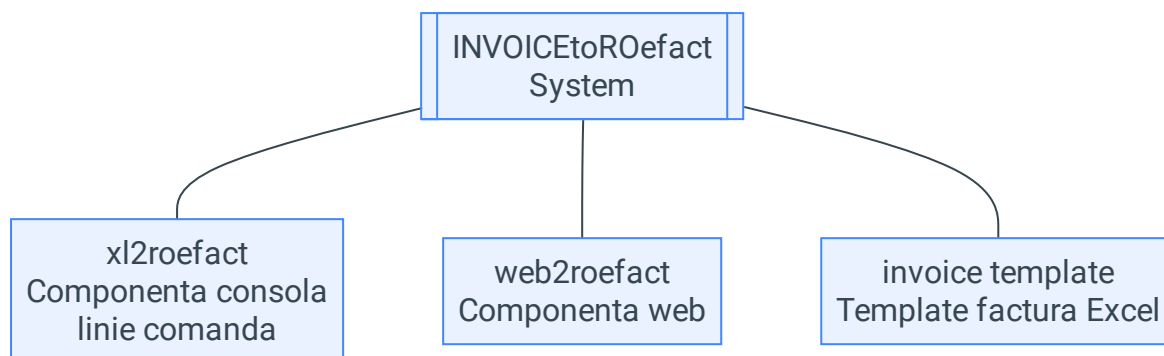 INVOICEtoROefact
System
xl2roefact
Componenta consola
linie comanda
web2roefact
Componenta web
invoice template
Template factura Excel